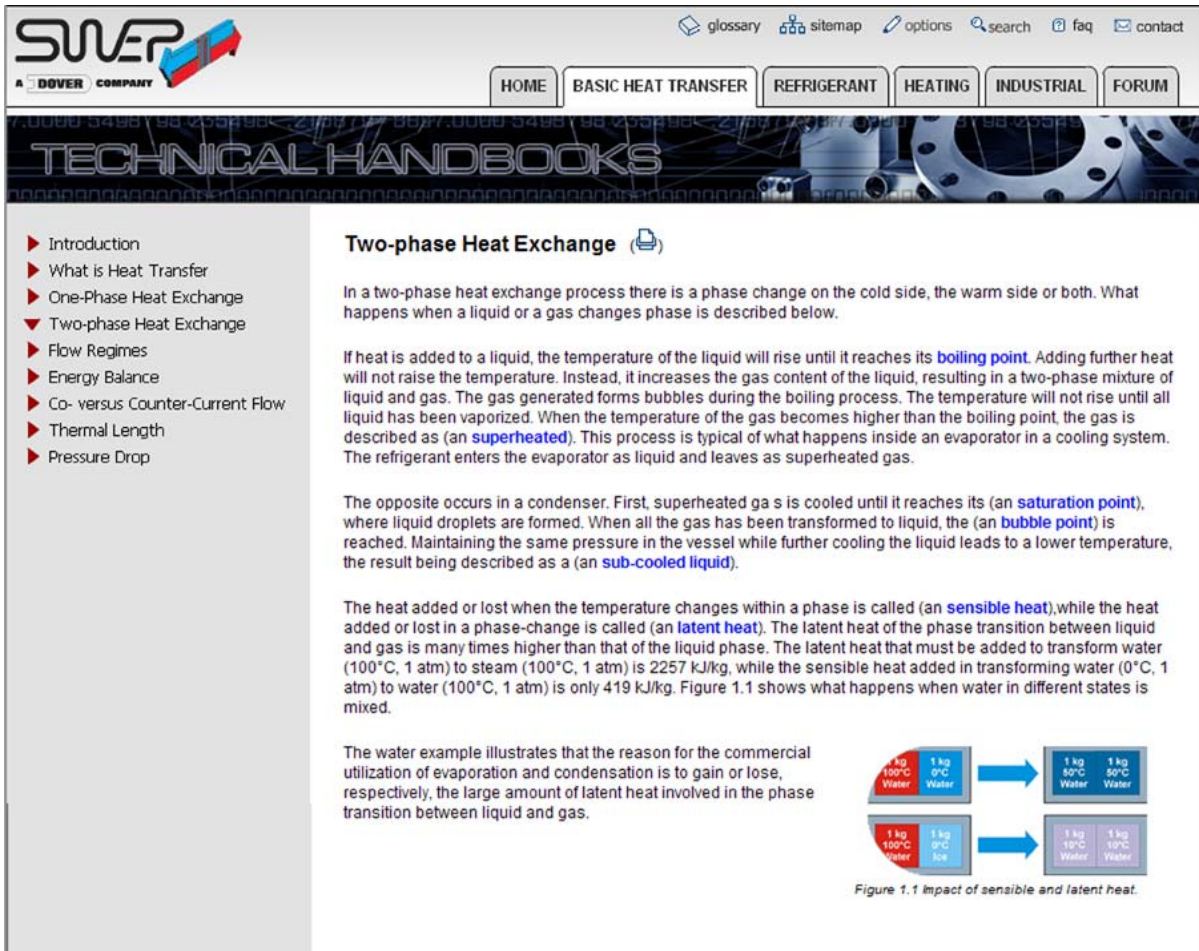 SWEP
A DOVER COMPANY
glossary sitemap options search faq contact
HOME BASIC HEAT TRANSFER REFRIGERANT HEATING INDUSTRIAL FORUM
TECHNICAL HANDBOOKS
Introduction
What is Heat Transfer
One-Phase Heat Exchange
Two-phase Heat Exchange
Flow Regimes
Energy Balance
Co- versus Counter-Current Flow
Thermal Length
Pressure Drop
Two-phase Heat Exchange ( )
In a two-phase heat exchange process there is a phase change on the cold side, the warm side or both. What
happens when a liquid or a gas changes phase is described below.
If heat is added to a liquid, the temperature of the liquid will rise until it reaches its boiling point. Adding further heat
will not raise the temperature. Instead, it increases the gas content of the liquid, resulting in a two-phase mixture of
liquid and gas. The gas generated forms bubbles during the boiling process. The temperature will not rise until all
liquid has been vaporized. When the temperature of the gas becomes higher than the boiling point, the gas is
described as (an superheated). This process is typical of what happens inside an evaporator in a cooling system.
The refrigerant enters the evaporator as liquid and leaves as superheated gas.
The opposite occurs in a condenser. First, superheated ga s is cooled until it reaches its (an saturation point),
where liquid droplets are formed. When all the gas has been transformed to liquid, the (an bubble point) is
reached. Maintaining the same pressure in the vessel while further cooling the liquid leads to a lower temperature,
the result being described as a (an sub-cooled liquid).
The heat added or lost when the temperature changes within a phase is called (an sensible heat),while the heat
added or lost in a phase-change is called (an latent heat). The latent heat of the phase transition between liquid
and gas is many times higher than that of the liquid phase. The latent heat that must be added to transform water
(100°C, 1 atm) to steam (100°C, 1 atm) is 2257 kJ/kg, while the sensible heat added in transforming water (0°C, 1
atm) to water (100°C, 1 atm) is only 419 kJ/kg. Figure 1.1 shows what happens when water in different states is
mixed.
The water example illustrates that the reason for the commercial
utilization of evaporation and condensation is to gain or lose,
respectively, the large amount of latent heat involved in the phase
transition between liquid and gas.
1 kg 1 kg 1 kg 1 kg
100°C 0°C 50°C 50°C
Water Water Water Water
1 kg 1 kg 1 kg 1 kg
100°C 0°C 10°C 10°C
Water Ice Water Water
Figure 1.1 Impact of sensible and latent heat.